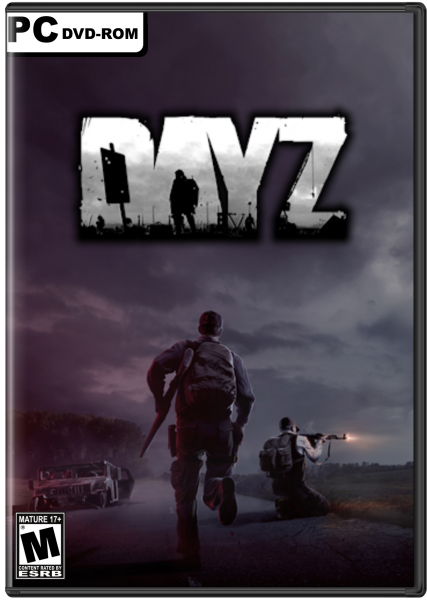 PC DVD-ROM
DAYZ
MATURE 17+
M
CONTENT RATED BY
ESRB